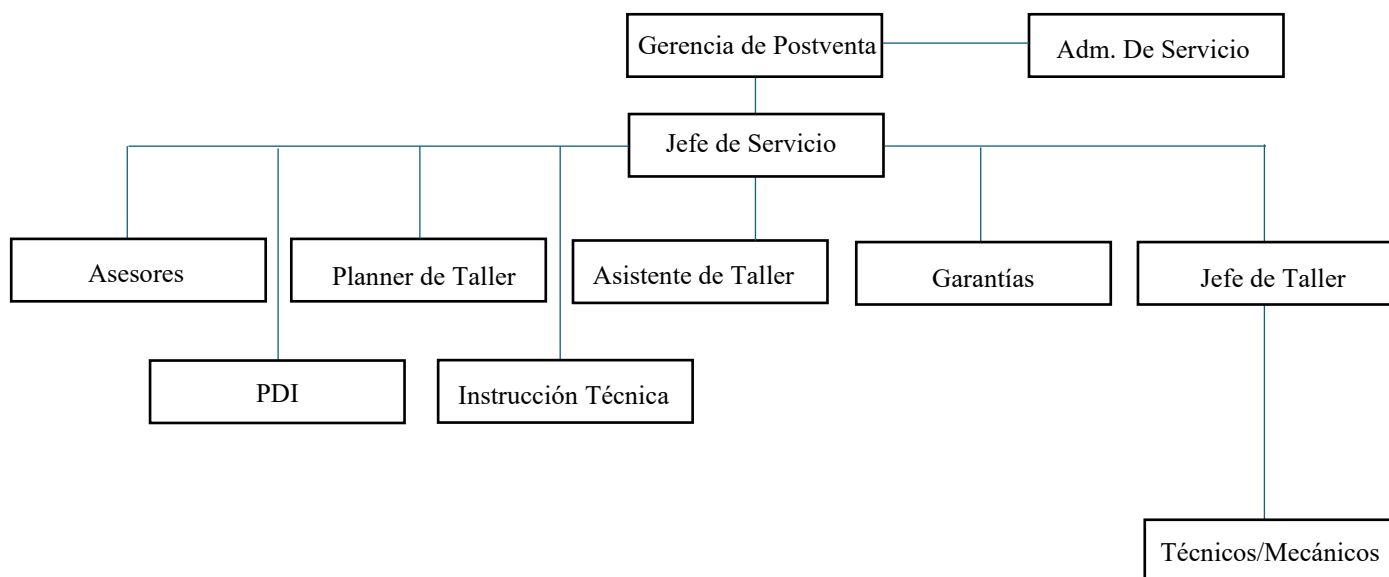 Gerencia de Postventa
Adm. De Servicio
Jefe de Servicio
Asesores
Planner de Taller
Asistente de Taller
Garantías
Jefe de Taller
PDI
Instrucción Técnica
Técnicos/Mecánicos